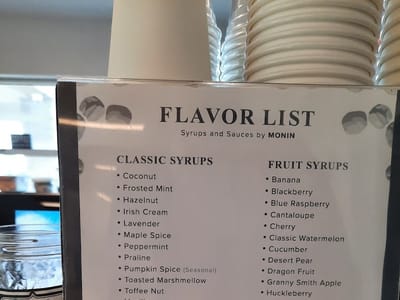 FLAVOR LIST
Syrups and Sauces by MONIN
CLASSIC SYRUPS
• Coconut
• Frosted Mint
• Hazelnut
• Irish Cream
• Lavender
• Maple Spice
• Peppermint
• Praline
• Pumpkin Spice (Seasonal)
• Toasted Marshmallow
• Toffee Nut
FRUIT SYRUPS
• Banana
• Blackberry
• Blue Raspberry
• Cantaloupe
• Cherry
• Classic Watermelon
• Cucumber
• Desert Pear
• Dragon Fruit
• Granny Smith Apple
• Huckleberry